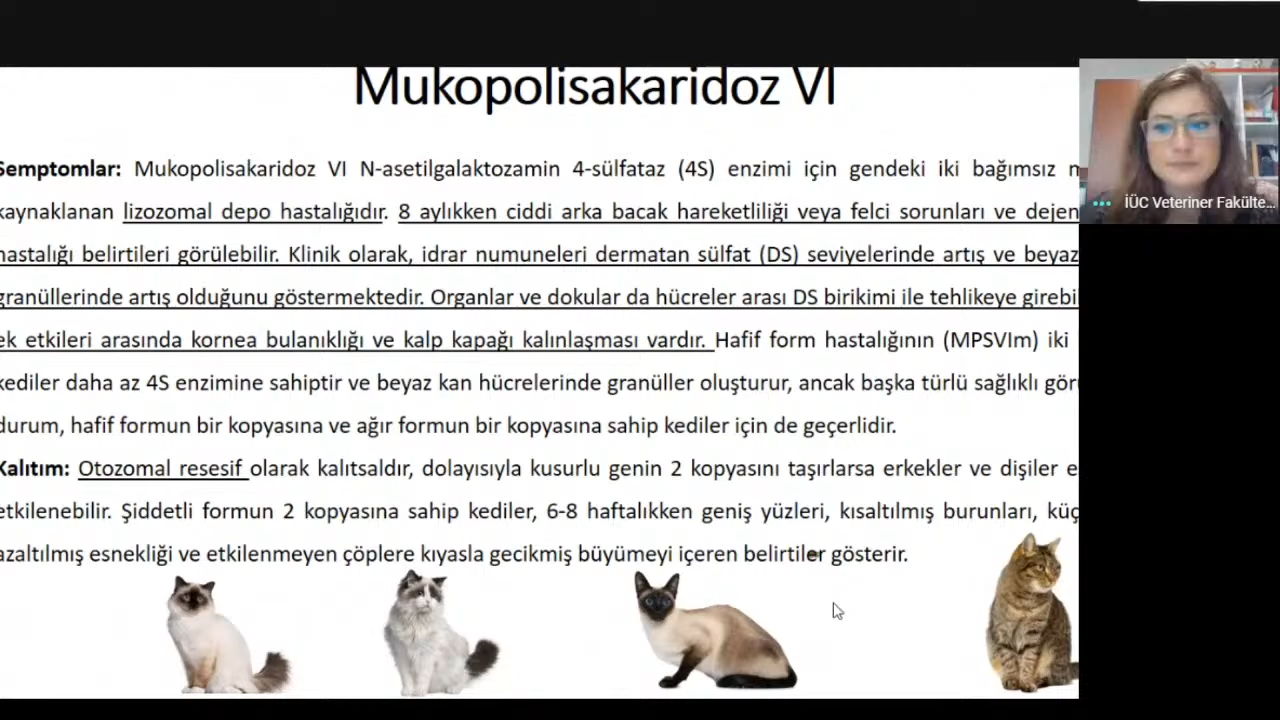 Mukopolisakaridoz VI
Semptomlar: Mukopolisakaridoz VI N-asetilgalaktozamin 4-sülfataz (4S) enzimi için gendeki iki bağımsız
kaynaklanan lizozomal depo hastalığıdır. 8 aylıkken ciddi arka bacak hareketliliği veya felci sorunları ve dejen
hastalığı belirtileri görülebilir. Klinik olarak, idrar numuneleri dermatan sülfat (DS) seviyelerinde artış ve beyaz
granüllerinde artış olduğunu göstermektedir. Organlar ve dokular da hücreler arası DS birikimi ile tehlikeye girebi
ek etkileri arasında kornea bulanıklığı ve kalp kapağı kalınlaşması vardır. Hafif form hastalığının (MPSVIm) iki
kediler daha az 4S enzimine sahiptir ve beyaz kan hücrelerinde granüller oluşturur, ancak başka türlü sağlıklı gör
durum, hafif formun bir kopyasına ve ağır formun bir kopyasına sahip kediler için de geçerlidir.
Kalıtım: Otozomal resesif olarak kalıtsaldır, dolayısıyla kusurlu genin 2 kopyasını taşırlarsa erkekler ve dişiler e
etkilenebilir. Şiddetli formun 2 kopyasına sahip kediler, 6-8 haftalıkken geniş yüzleri, kısaltılmış burunları, küç
azaltılmış esnekliği ve etkilenmeyen çöplere kıyasla gecikmiş büyümeyi içeren belirtiler gösterir.
İÜC Veteriner Fakülte...